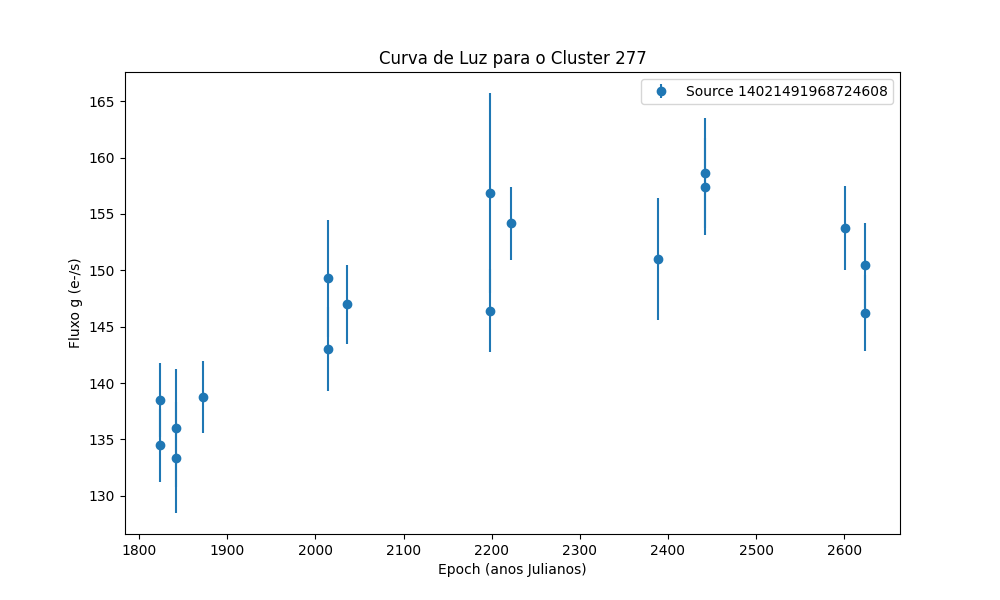 Curva de Luz para o Cluster 277
Source 14021491968724608
165
160
155
150
145
140
135
130
Fluxo g (e-/s)
1800 1900 2000 2100 2200 2300 2400 2500 2600
Epoch (anos Julianos)